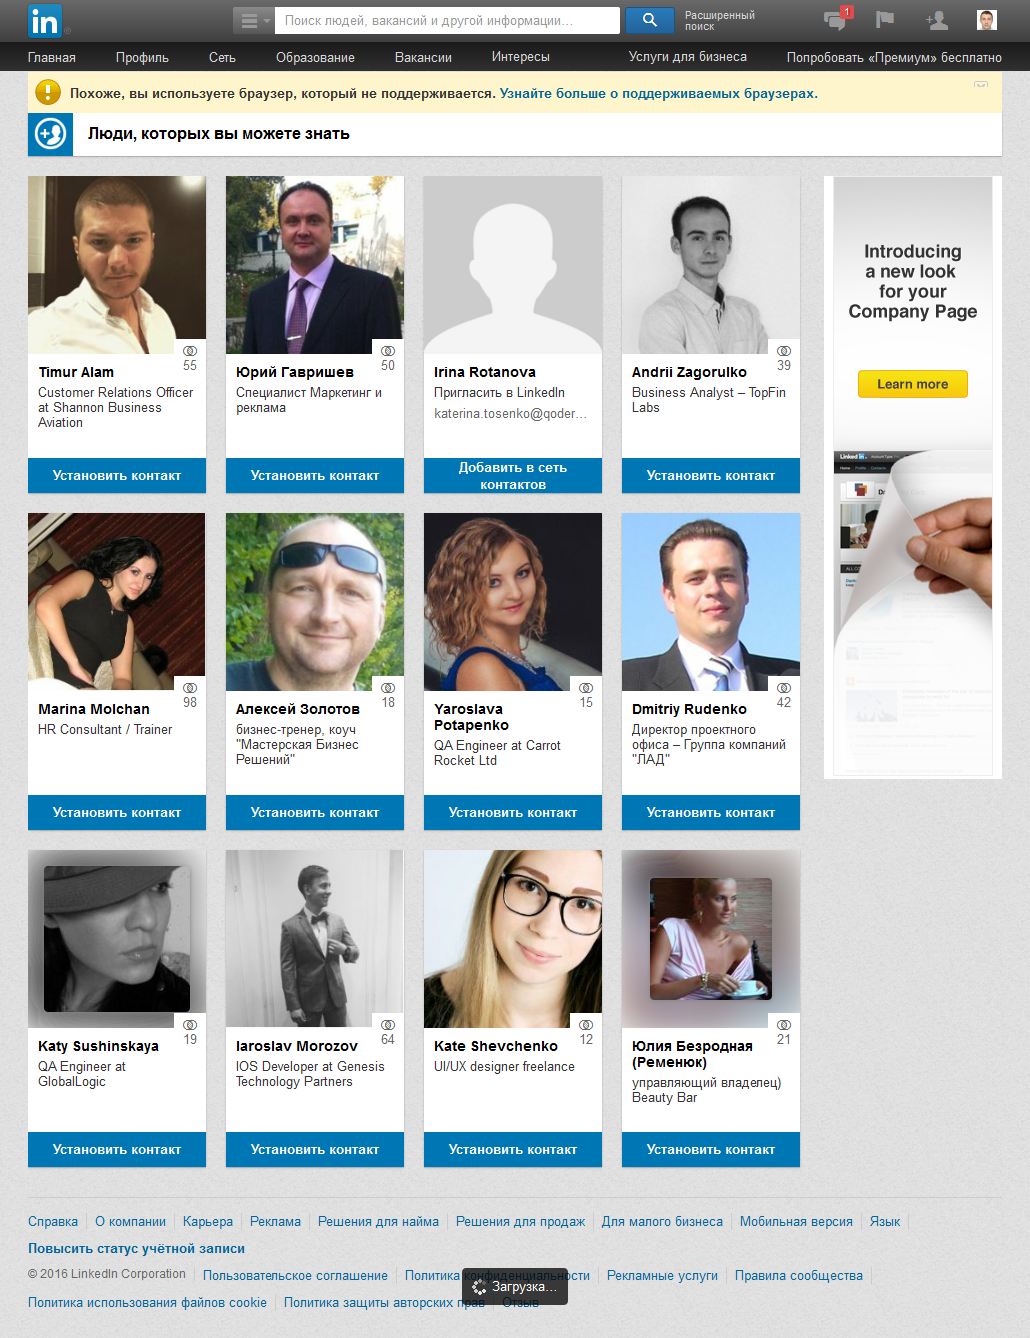 in
Поиск людей, вакансий и другой информации...
Расширенный
поиск
1
Главная
Профиль
Сеть
Образование
Вакансии
Интересы
Услуги для бизнеса
Попробовать «Премиум» бесплатно
Похоже, вы используете браузер, который не поддерживается. Узнайте больше о поддерживаемых браузерах.
Люди, которых вы можете знать
55
Timur Alam
Customer Relations Officer
at Shannon Business
Aviation
Установить контакт
50
Юрий Гавришев
Специалист Маркетинг и
реклама
Установить контакт
Irina Rotanova
Пригласить в LinkedIn
katerina.tosenko@qoder...
Добавить в сеть
контактов
39
Andrii Zagorulko
Business Analyst – TopFin
Labs
Установить контакт
Introducing
a new look
for your
Company Page
Learn more
Linked in
98
Marina Molchan
HR Consultant / Trainer
Установить контакт
18
Алексей Золотов
бизнес-тренер, коуч
"Мастерская Бизнес
Решений"
Установить контакт
15
Yaroslava
Potapenko
QA Engineer at Carrot
Rocket Ltd
Установить контакт
42
Dmitriy Rudenko
Директор проектного
офиса – Группа компаний
"ЛАД"
Установить контакт
19
Katy Sushinskaya
QA Engineer at
GlobalLogic
Установить контакт
64
Iaroslav Morozov
IOS Developer at Genesis
Technology Partners
Установить контакт
12
Kate Shevchenko
UI/UX designer freelance
Установить контакт
21
Юлия Безродная
(Ременюк)
управляющий владелец)
Beauty Bar
Установить контакт
Справка
О компании
Карьера
Реклама
Решения для найма
Решения для продаж
Для малого бизнеса
Мобильная версия
Язык
Повысить статус учётной записи
© 2016 LinkedIn Corporation
Пользовательское соглашение
Политика конфиденциальности
Рекламные услуги
Правила сообщества
Загрузка...
Политика использования файлов cookie
Политика защиты авторских прав
Отзыв